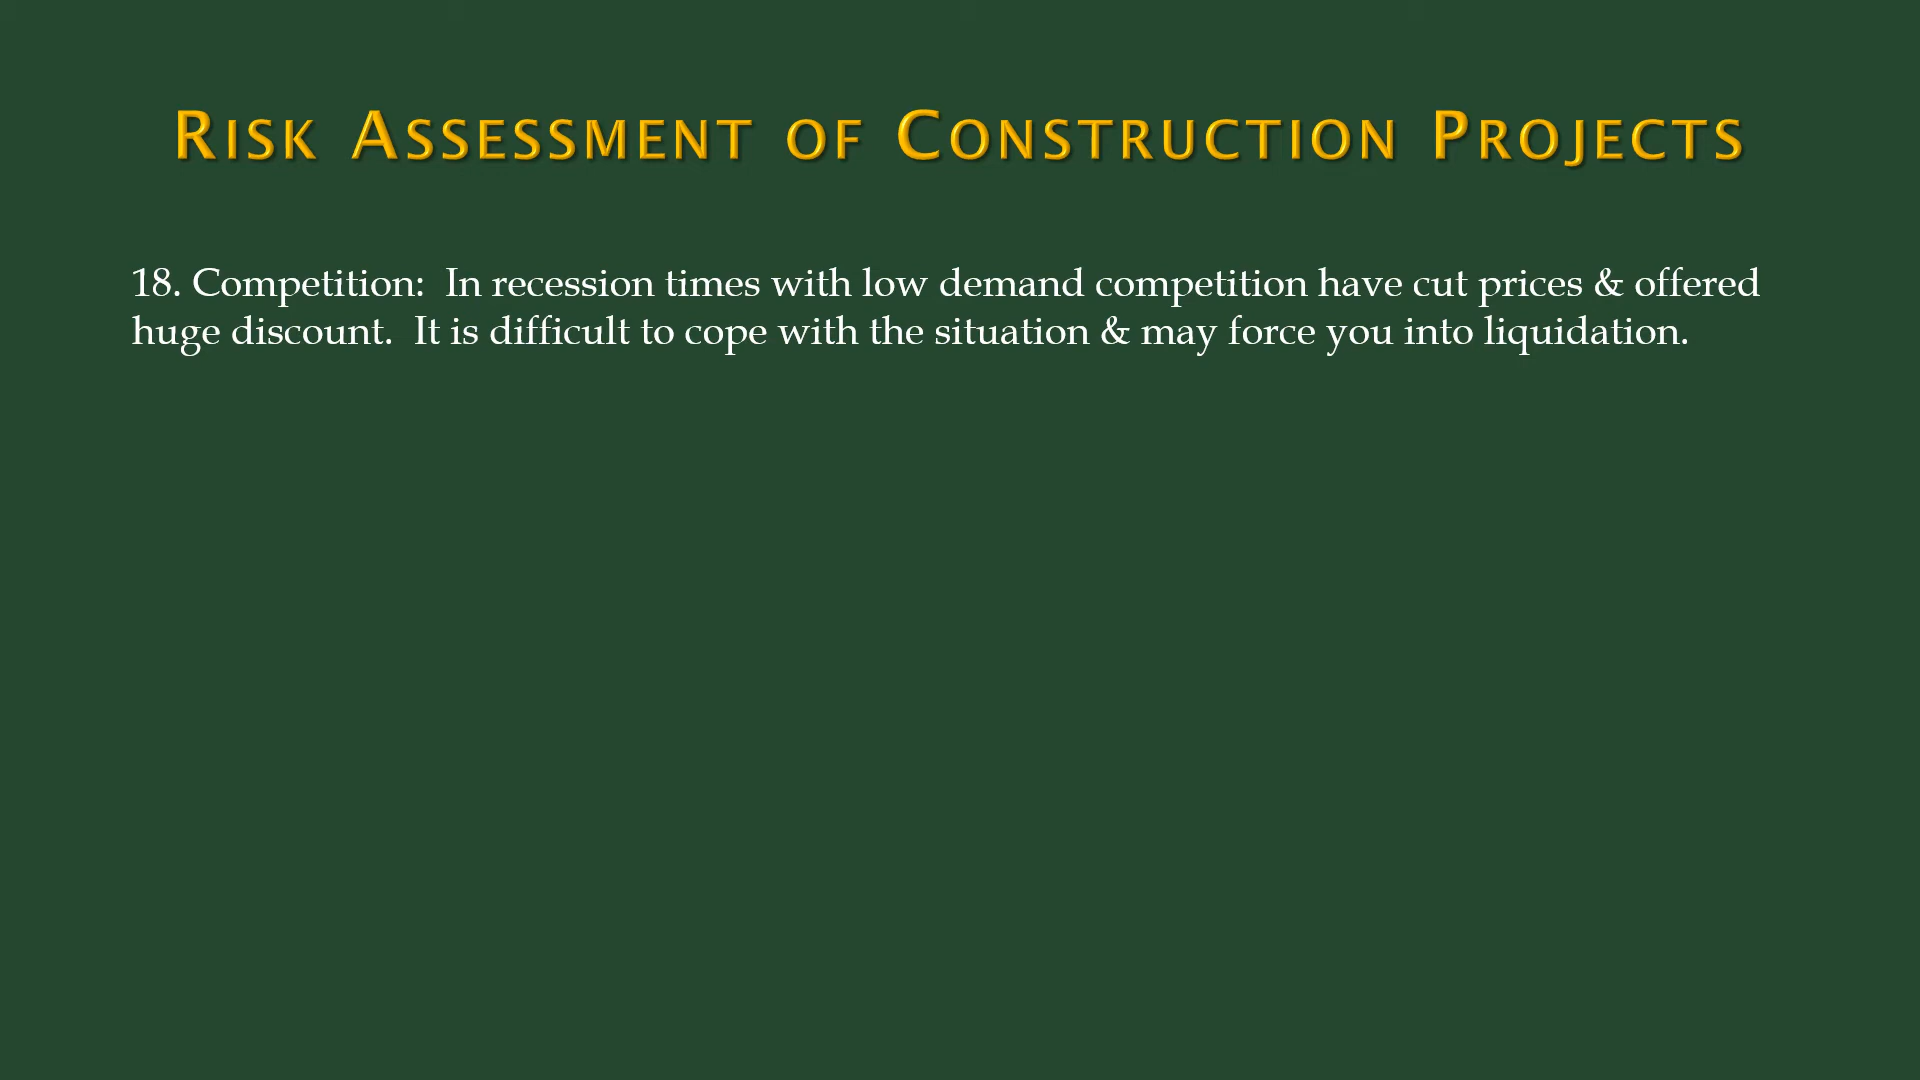 Risk Assessment of Construction Projects
18. Competition:  In recession times with low demand competition have cut prices & offered
huge discount.  It is difficult to cope with the situation & may force you into liquidation.